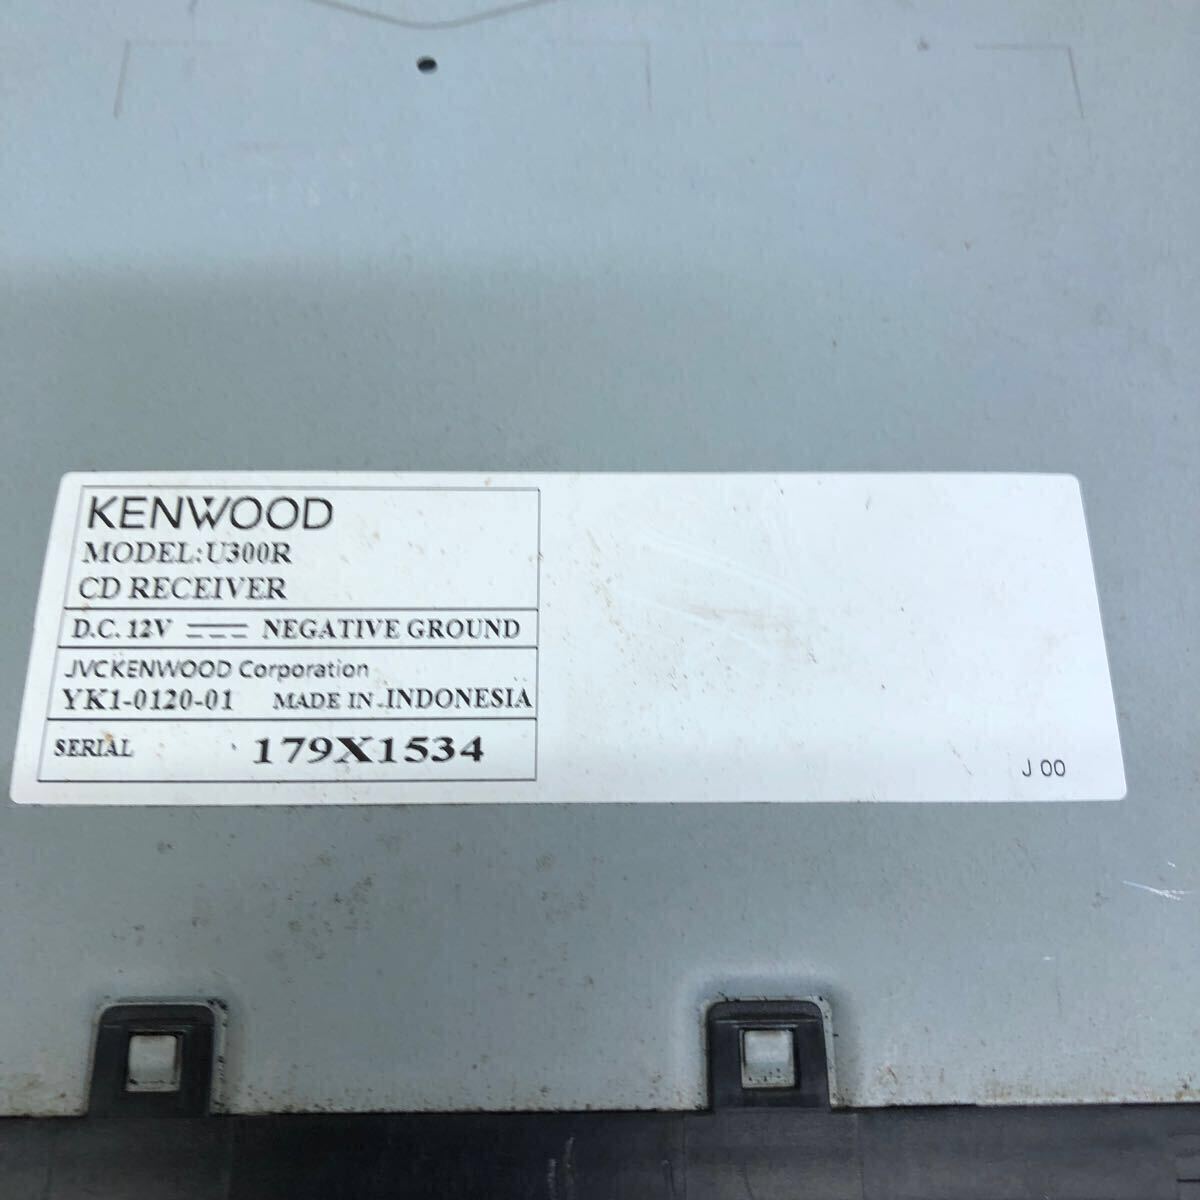 KENWOOD
MODEL:U300R
CD RECEIVER
D.C. 12V NEGATIVE GROUND
JVCKENWOOD Corporation
YK1-0120-01 MADE IN INDONESIA
SERIAL 179X1534
J 00